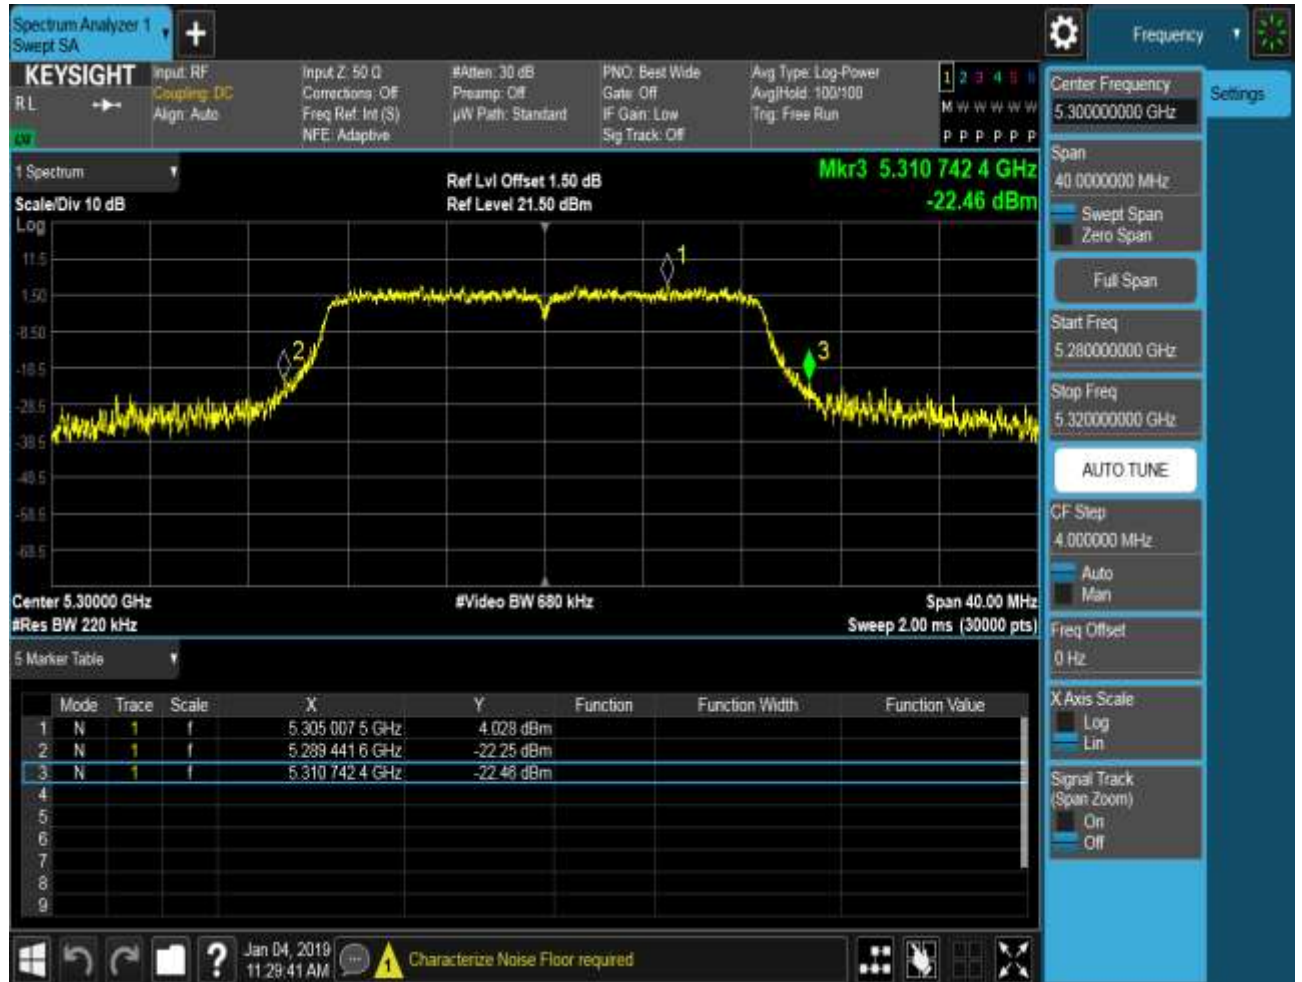 Spectrum Analyzer 1
Swept SA
Frequency
KEYSIGHT
R L
Input: RF
Coupling: DC
Align: Auto
Input Z: 50 Ω
Corrections: Off
Freq Ref: Int (S)
NFE: Adaptive
#Atten: 30 dB
Preamp: Off
µW Path: Standard
PNO: Best Wide
Gate: Off
IF Gain: Low
Sig Track: Off
Avg Type: Log-Power
Avg|Hold: 100/100
Trig: Free Run
1 2 3 4 5 6
M W W W W W
P P P P P P
1 Spectrum
Scale/Div 10 dB
Ref Lvl Offset 1.50 dB
Ref Level 21.50 dBm
Mkr3 5.310 742 4 GHz
-22.46 dBm
Log
11.5
1.50
-8.50
-18.5
-28.5
-38.5
-48.5
-58.5
-68.5
1
2
3
Center 5.30000 GHz
#Video BW 680 kHz
Span 40.00 MHz
#Res BW 220 kHz
Sweep 2.00 ms (30000 pts)
5 Marker Table
Mode Trace Scale X Y Function Function Width Function Value
1 N 1 f 5.305 007 5 GHz 4.028 dBm
2 N 1 f 5.289 441 6 GHz -22.25 dBm
3 N 1 f 5.310 742 4 GHz -22.46 dBm
4
5
6
7
8
9
Jan 04, 2019
11:29:41 AM
Characterize Noise Floor required
Center Frequency
5.300000000 GHz
Settings
Span
40.0000000 MHz
Swept Span
Zero Span
Full Span
Start Freq
5.280000000 GHz
Stop Freq
5.320000000 GHz
AUTO TUNE
CF Step
4.000000 MHz
Auto
Man
Freq Offset
0 Hz
X Axis Scale
Log
Lin
Signal Track
(Span Zoom)
On
Off